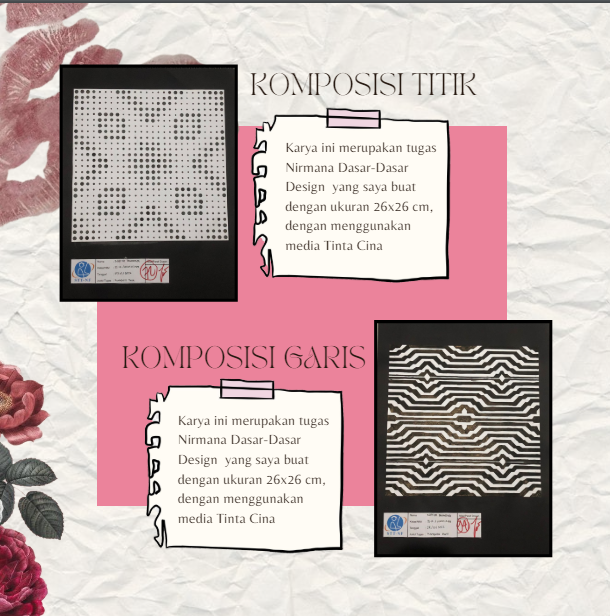 KOMPOSISI TITIK
Karya ini merupakan tugas
Nirmana Dasar-Dasar
Design yang saya buat
dengan ukuran 26x26 cm,
dengan menggunakan
media Tinta Cina
KOMPOSISI GARIS
Karya ini merupakan tugas
Nirmana Dasar-Dasar
Design yang saya buat
dengan ukuran 26x26 cm,
dengan menggunakan
media Tinta Cina